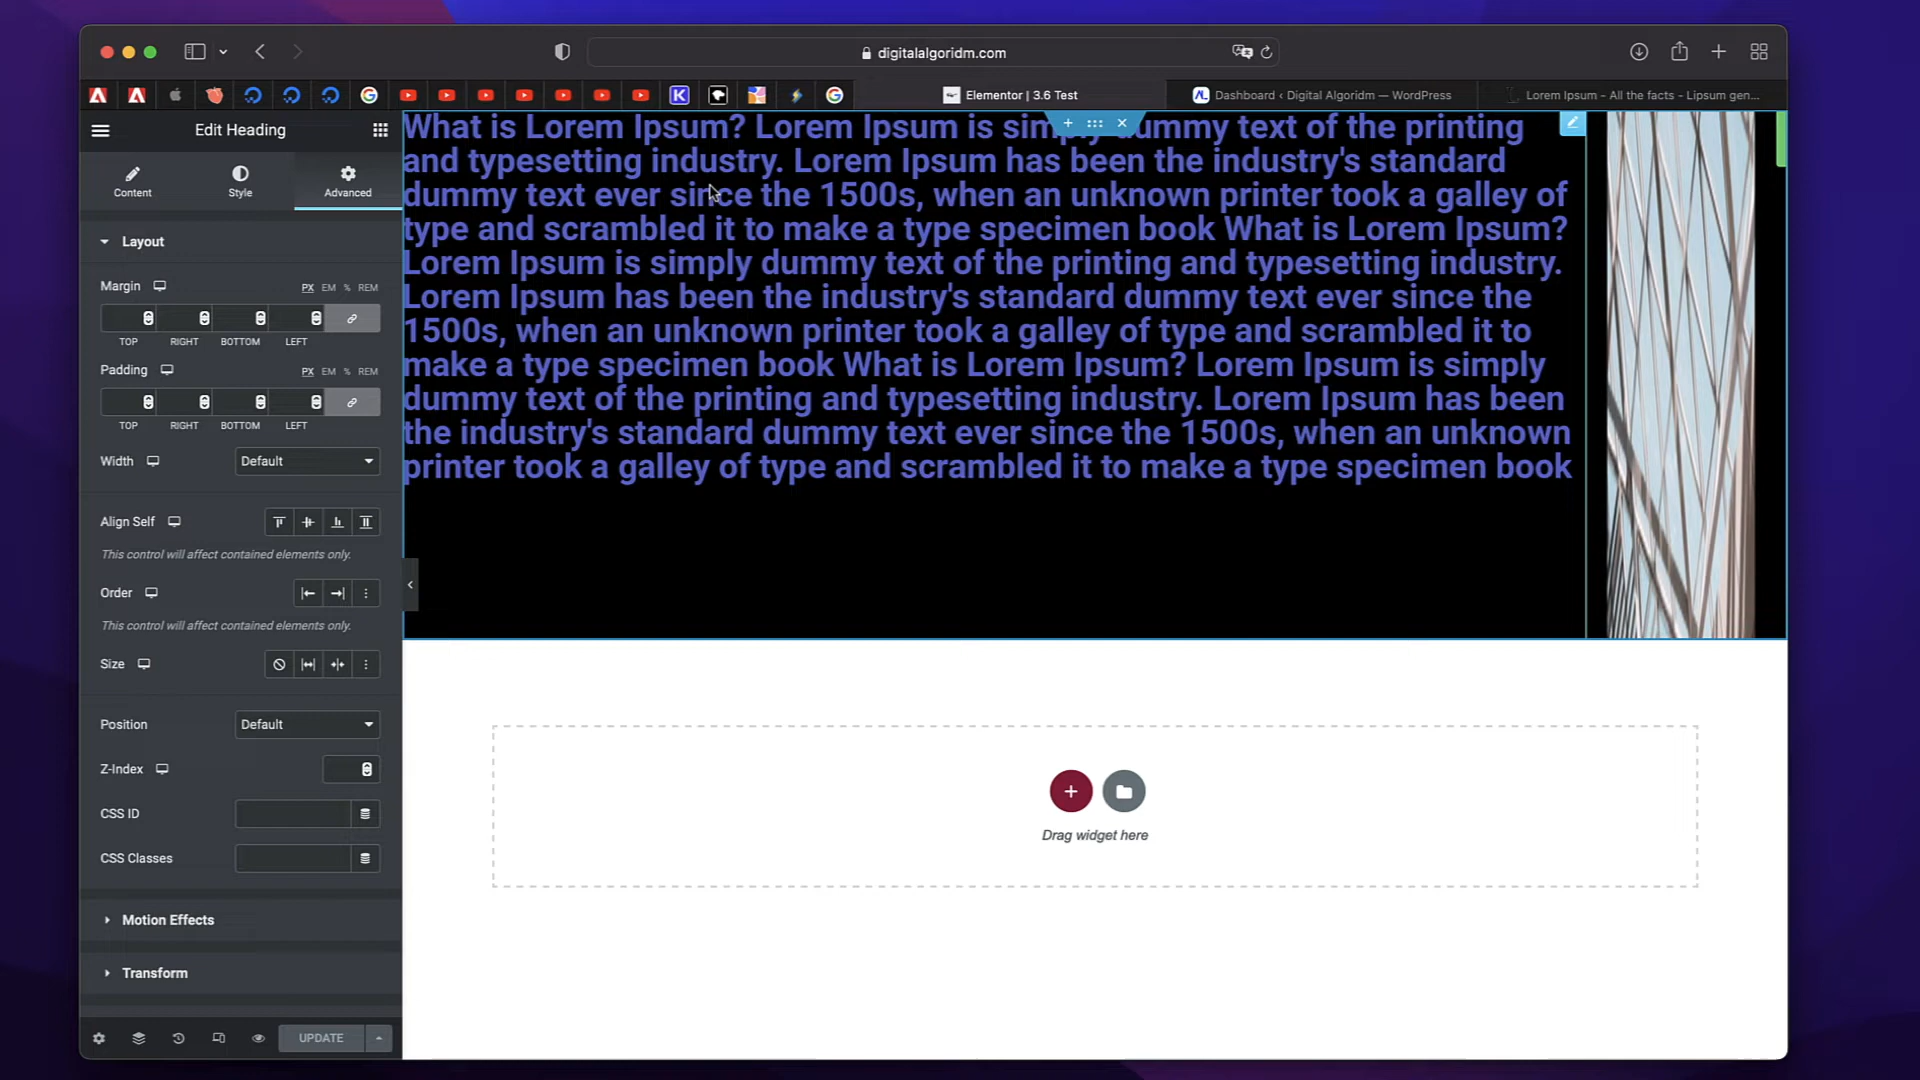 digitalalgoridm.com
Elementor | 3.6 Test
Dashboard ‹ Digital Algoridm — WordPress
Lorem Ipsum - All the facts - Lipsum gen...
Edit Heading
Content
Style
Advanced
Layout
Margin
PX EM % REM
TOP RIGHT BOTTOM LEFT
Padding
PX EM % REM
TOP RIGHT BOTTOM LEFT
Width
Default
Align Self
This control will affect contained elements only.
Order
This control will affect contained elements only.
Size
Position
Default
Z-Index
CSS ID
CSS Classes
Motion Effects
Transform
UPDATE
What is Lorem Ipsum? Lorem Ipsum is simply dummy text of the printing
and typesetting industry. Lorem Ipsum has been the industry's standard
dummy text ever since the 1500s, when an unknown printer took a galley of
type and scrambled it to make a type specimen book What is Lorem Ipsum?
Lorem Ipsum is simply dummy text of the printing and typesetting industry.
Lorem Ipsum has been the industry's standard dummy text ever since the
1500s, when an unknown printer took a galley of type and scrambled it to
make a type specimen book What is Lorem Ipsum? Lorem Ipsum is simply
dummy text of the printing and typesetting industry. Lorem Ipsum has been
the industry's standard dummy text ever since the 1500s, when an unknown
printer took a galley of type and scrambled it to make a type specimen book
Drag widget here